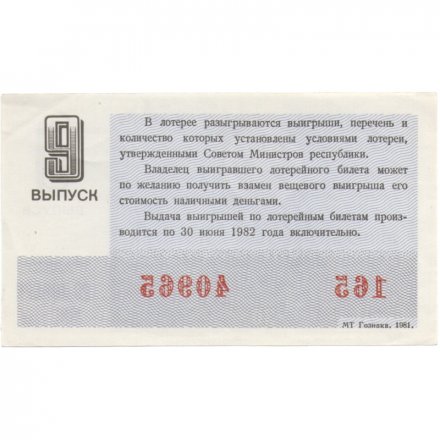 9
ВЫПУСК
В лотерее разыгрываются выигрыши, перечень и
количество которых установлены условиями лотереи,
утвержденными Советом Министров республики.
Владелец выигравшего лотерейного билета может
по желанию получить взамен вещевого выигрыша его
стоимость наличными деньгами.
Выдача выигрышей по лотерейным билетам произ-
водится по 30 июня 1982 года включительно.
40965
165
МТ Гознака. 1981.